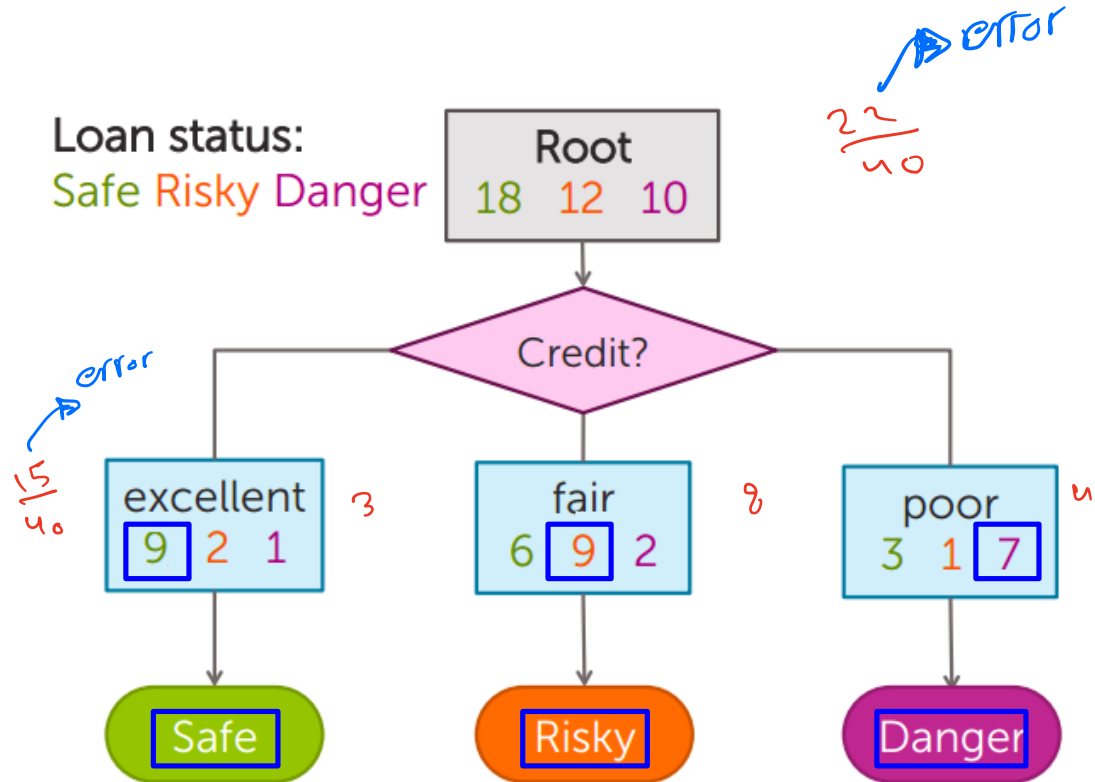 error
22
40
Loan status:
Safe Risky Danger
Root
18 12 10
Credit?
error
15
40
excellent
9 2 1
3
fair
6 9 2
8
poor
3 1 7
4
Safe
Risky
Danger